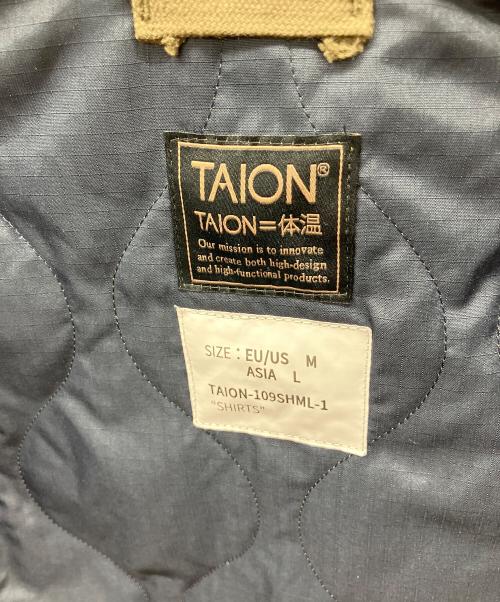 TAION®
TAION=体温
Our mission is to innovate
and create both high-design
and high-functional products.
SIZE : EU/US M
ASIA L
TAION-109SHML-1
"SHIRTS"